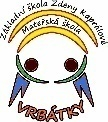 Základní škola Zdeny Kaprálové
Mateřská škola
VRBÁTKY